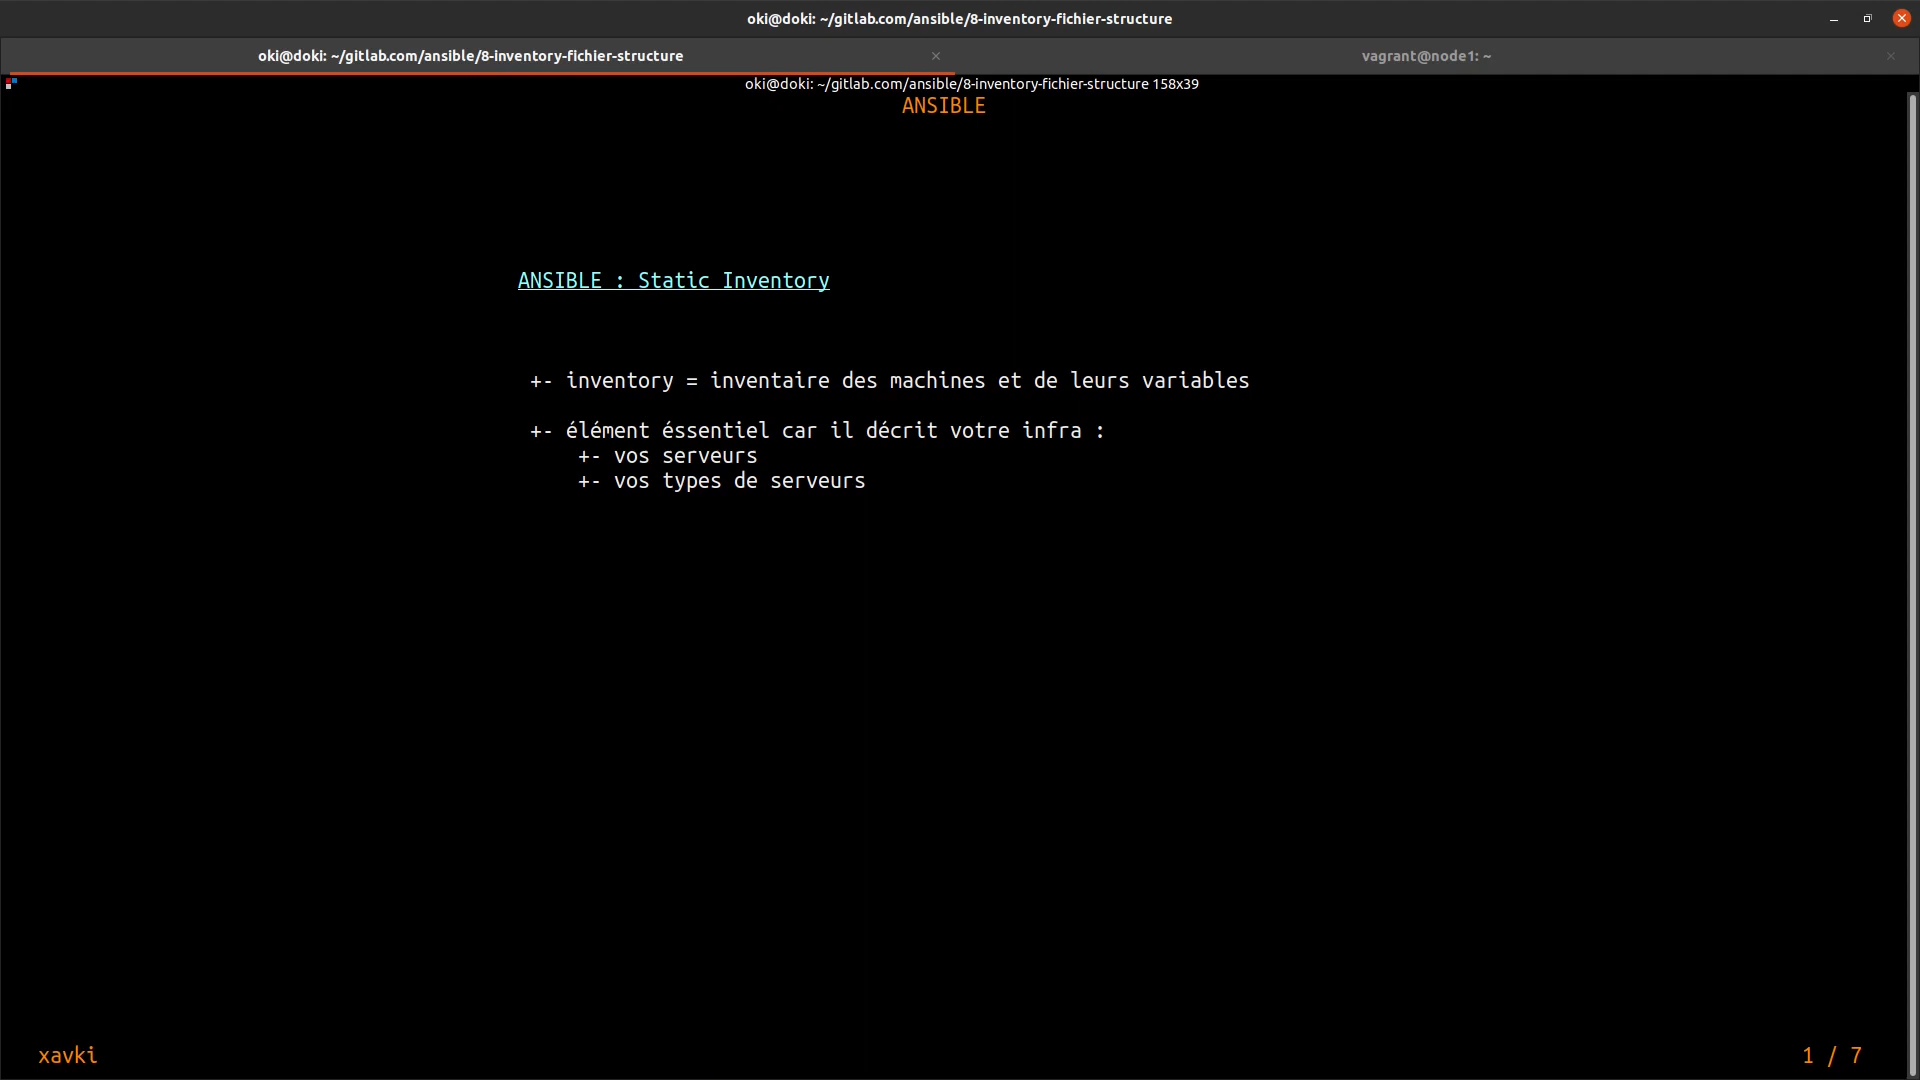 oki@doki: ~/gitlab.com/ansible/8-inventory-fichier-structure
oki@doki: ~/gitlab.com/ansible/8-inventory-fichier-structure
vagrant@node1: ~
oki@doki: ~/gitlab.com/ansible/8-inventory-fichier-structure 158x39
ANSIBLE
ANSIBLE : Static Inventory
+- inventory = inventaire des machines et de leurs variables
+- élément éssentiel car il décrit votre infra :
+- vos serveurs
+- vos types de serveurs
xavki
1 / 7